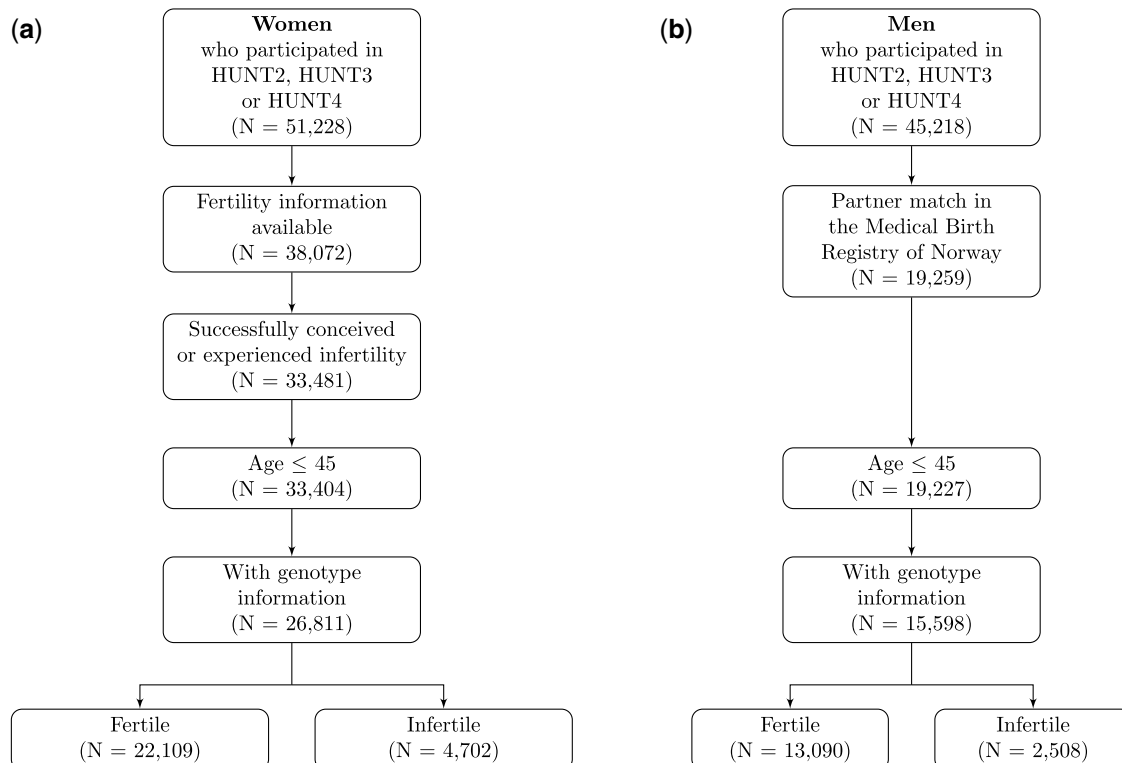 (a)
Women
who participated in
HUNT2, HUNT3
or HUNT4
(N = 51,228)
Fertility information
available
(N = 38,072)
Successfully conceived
or experienced infertility
(N = 33,481)
Age ≤ 45
(N = 33,404)
With genotype
information
(N = 26,811)
Fertile
(N = 22,109)
Infertile
(N = 4,702)
(b)
Men
who participated in
HUNT2, HUNT3
or HUNT4
(N = 45,218)
Partner match in
the Medical Birth
Registry of Norway
(N = 19,259)
Age ≤ 45
(N = 19,227)
With genotype
information
(N = 15,598)
Fertile
(N = 13,090)
Infertile
(N = 2,508)